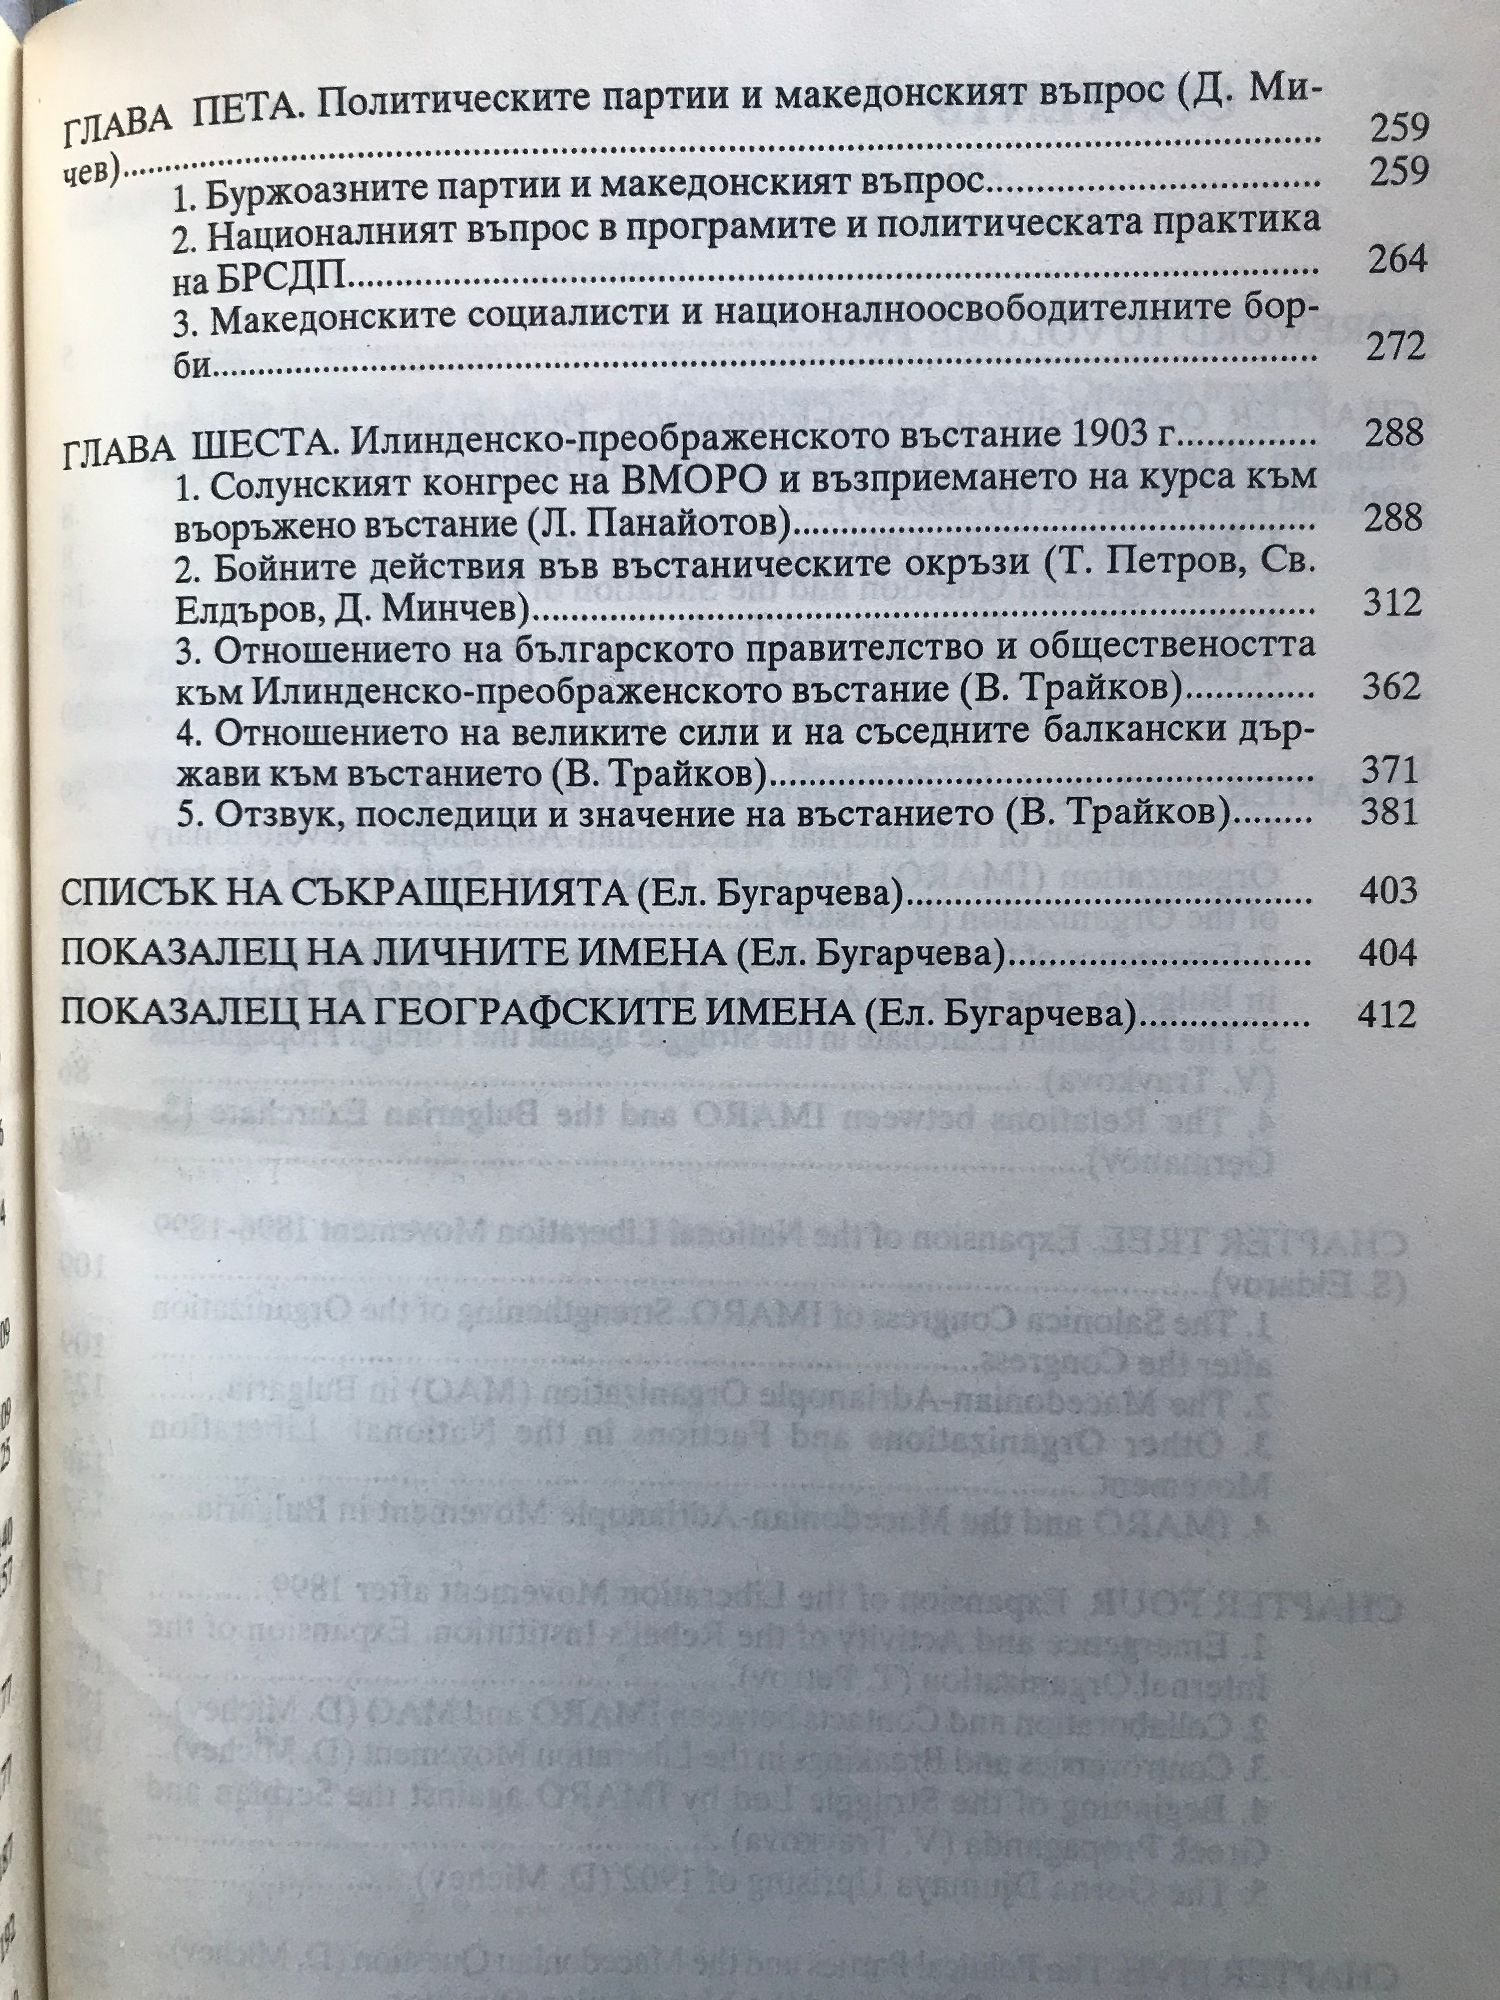 ГЛАВА ПЕТА. Политическите партии и македонският въпрос (Д. Ми-
чев)........ 259
1. Буржоазните партии и македонският въпрос........ 259
2. Националният въпрос в програмите и политическата практика
на БРСДП........ 264
3. Македонските социалисти и националноосвободителните бор-
би........ 272
ГЛАВА ШЕСТА. Илинденско-преображенското въстание 1903 г........ 288
1. Солунският конгрес на ВМОРО и възприемането на курса към
въоръжено въстание (Л. Панайотов)........ 288
2. Бойните действия във въстаническите окръзи (Т. Петров, Св.
Елдъров, Д. Минчев)........ 312
3. Отношението на българското правителство и обществеността
към Илинденско-преображенското въстание (В. Трайков)........ 362
4. Отношението на великите сили и на съседните балкански дър-
жави към въстанието (В. Трайков)........ 371
5. Отзвук, последици и значение на въстанието (В. Трайков)........ 381
СПИСЪК НА СЪКРАЩЕНИЯТА (Ел. Бугарчева)........ 403
ПОКАЗАЛЕЦ НА ЛИЧНИТЕ ИМЕНА (Ел. Бугарчева)........ 404
ПОКАЗАЛЕЦ НА ГЕОГРАФСКИТЕ ИМЕНА (Ел. Бугарчева)........ 412